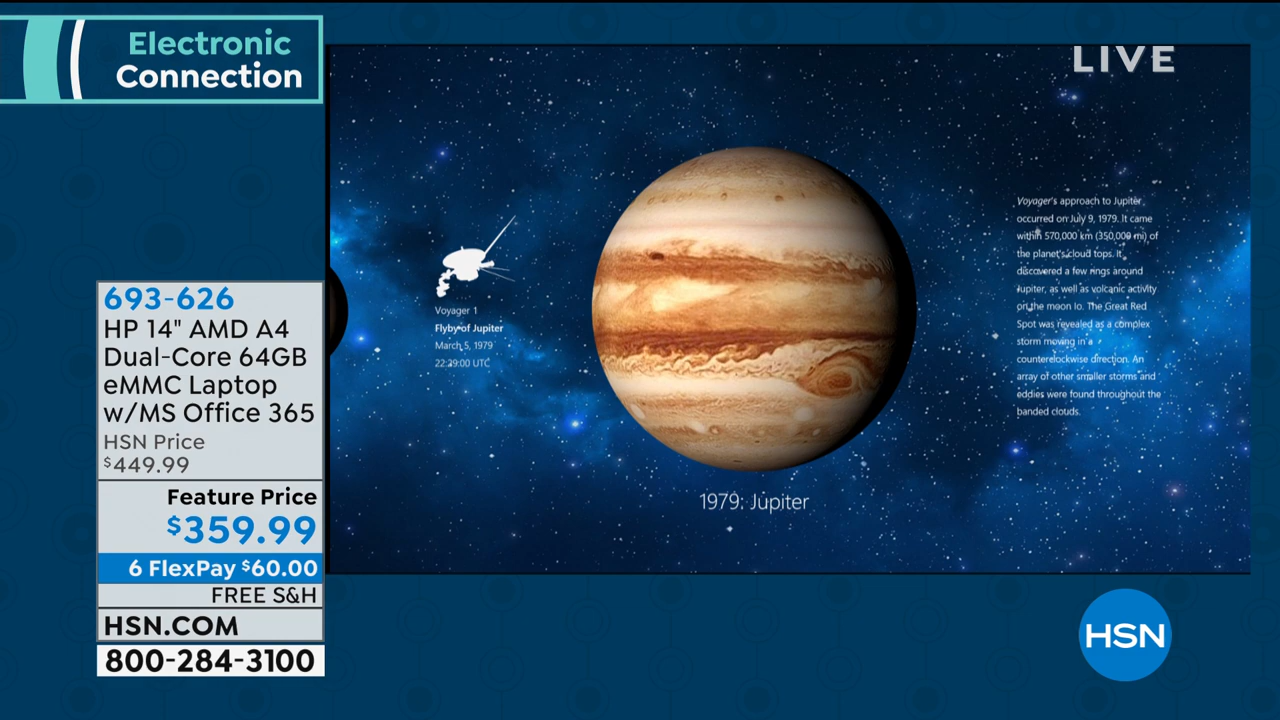 Electronic
Connection
LIVE
693-626
HP 14" AMD A4
Dual-Core 64GB
eMMC Laptop
w/MS Office 365
HSN Price
$449.99
Feature Price
$359.99
6 FlexPay $60.00
FREE S&H
HSN.COM
800-284-3100
Voyager 1
Flyby of Jupiter
March 5, 1979
22:29:00 UTC
1979: Jupiter
Voyager's approach to Jupiter
occurred on July 9, 1979. It came
within 570,000 km (350,000 mi) of
the planet's cloud tops. It
discovered a few rings around
Jupiter, as well as volcanic activity
on the moon Io. The Great Red
Spot was revealed as a complex
storm moving in a
counterclockwise direction. An
array of other smaller storms and
eddies were found throughout the
banded clouds.
HSN